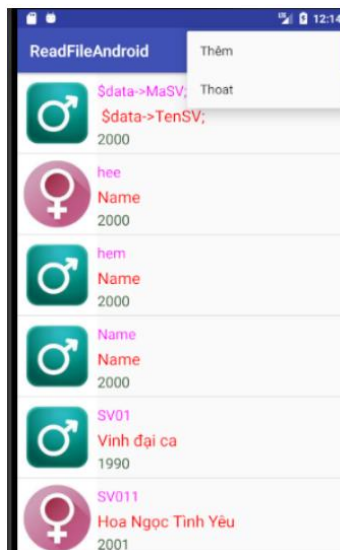 12:14
ReadFileAndroid
Thêm
Thoat
$data->MaSV;
$data->TenSV;
2000
hee
Name
2000
hem
Name
2000
Name
Name
2000
SV01
Vinh đại ca
1990
SV011
Hoa Ngọc Tình Yêu
2001